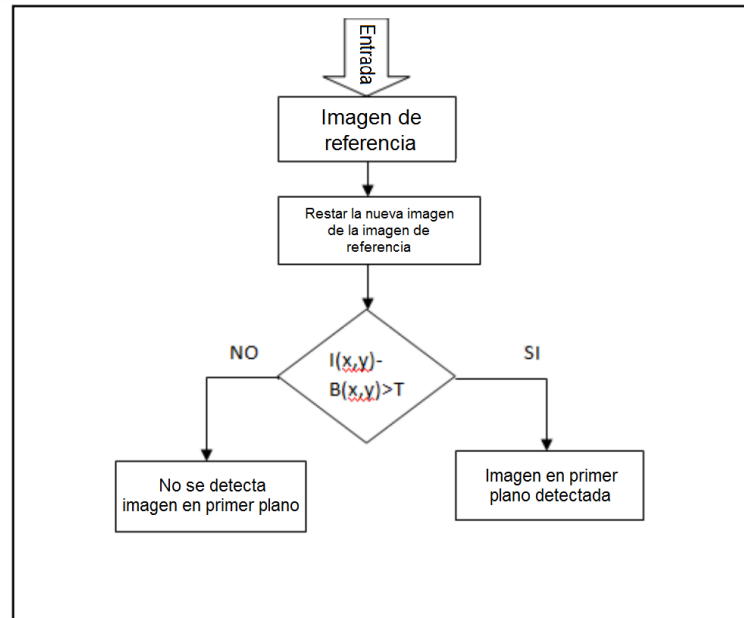 Entrada
Imagen de
referencia
Restar la nueva imagen
de la imagen de
referencia
NO
I(x,y)-
B(x,y)>T
SI
No se detecta
imagen en primer plano
Imagen en primer
plano detectada